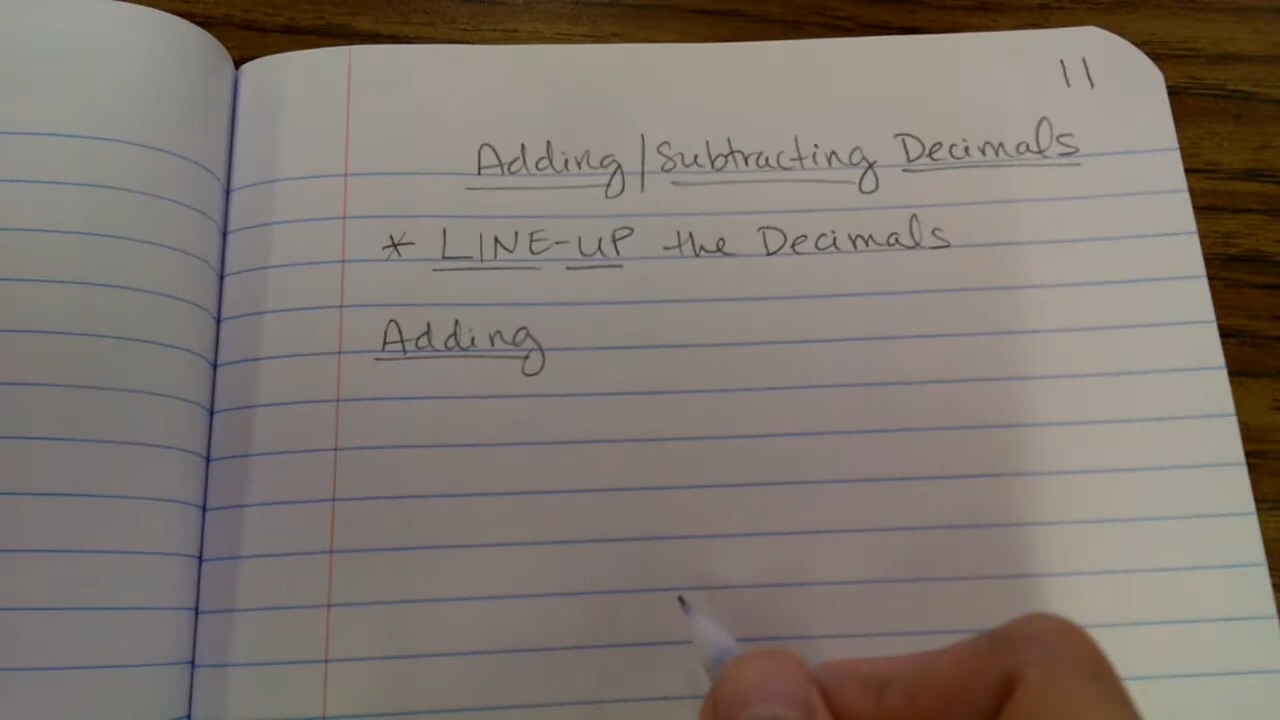 11
Adding/Subtracting Decimals
* LINE-UP the Decimals
Adding